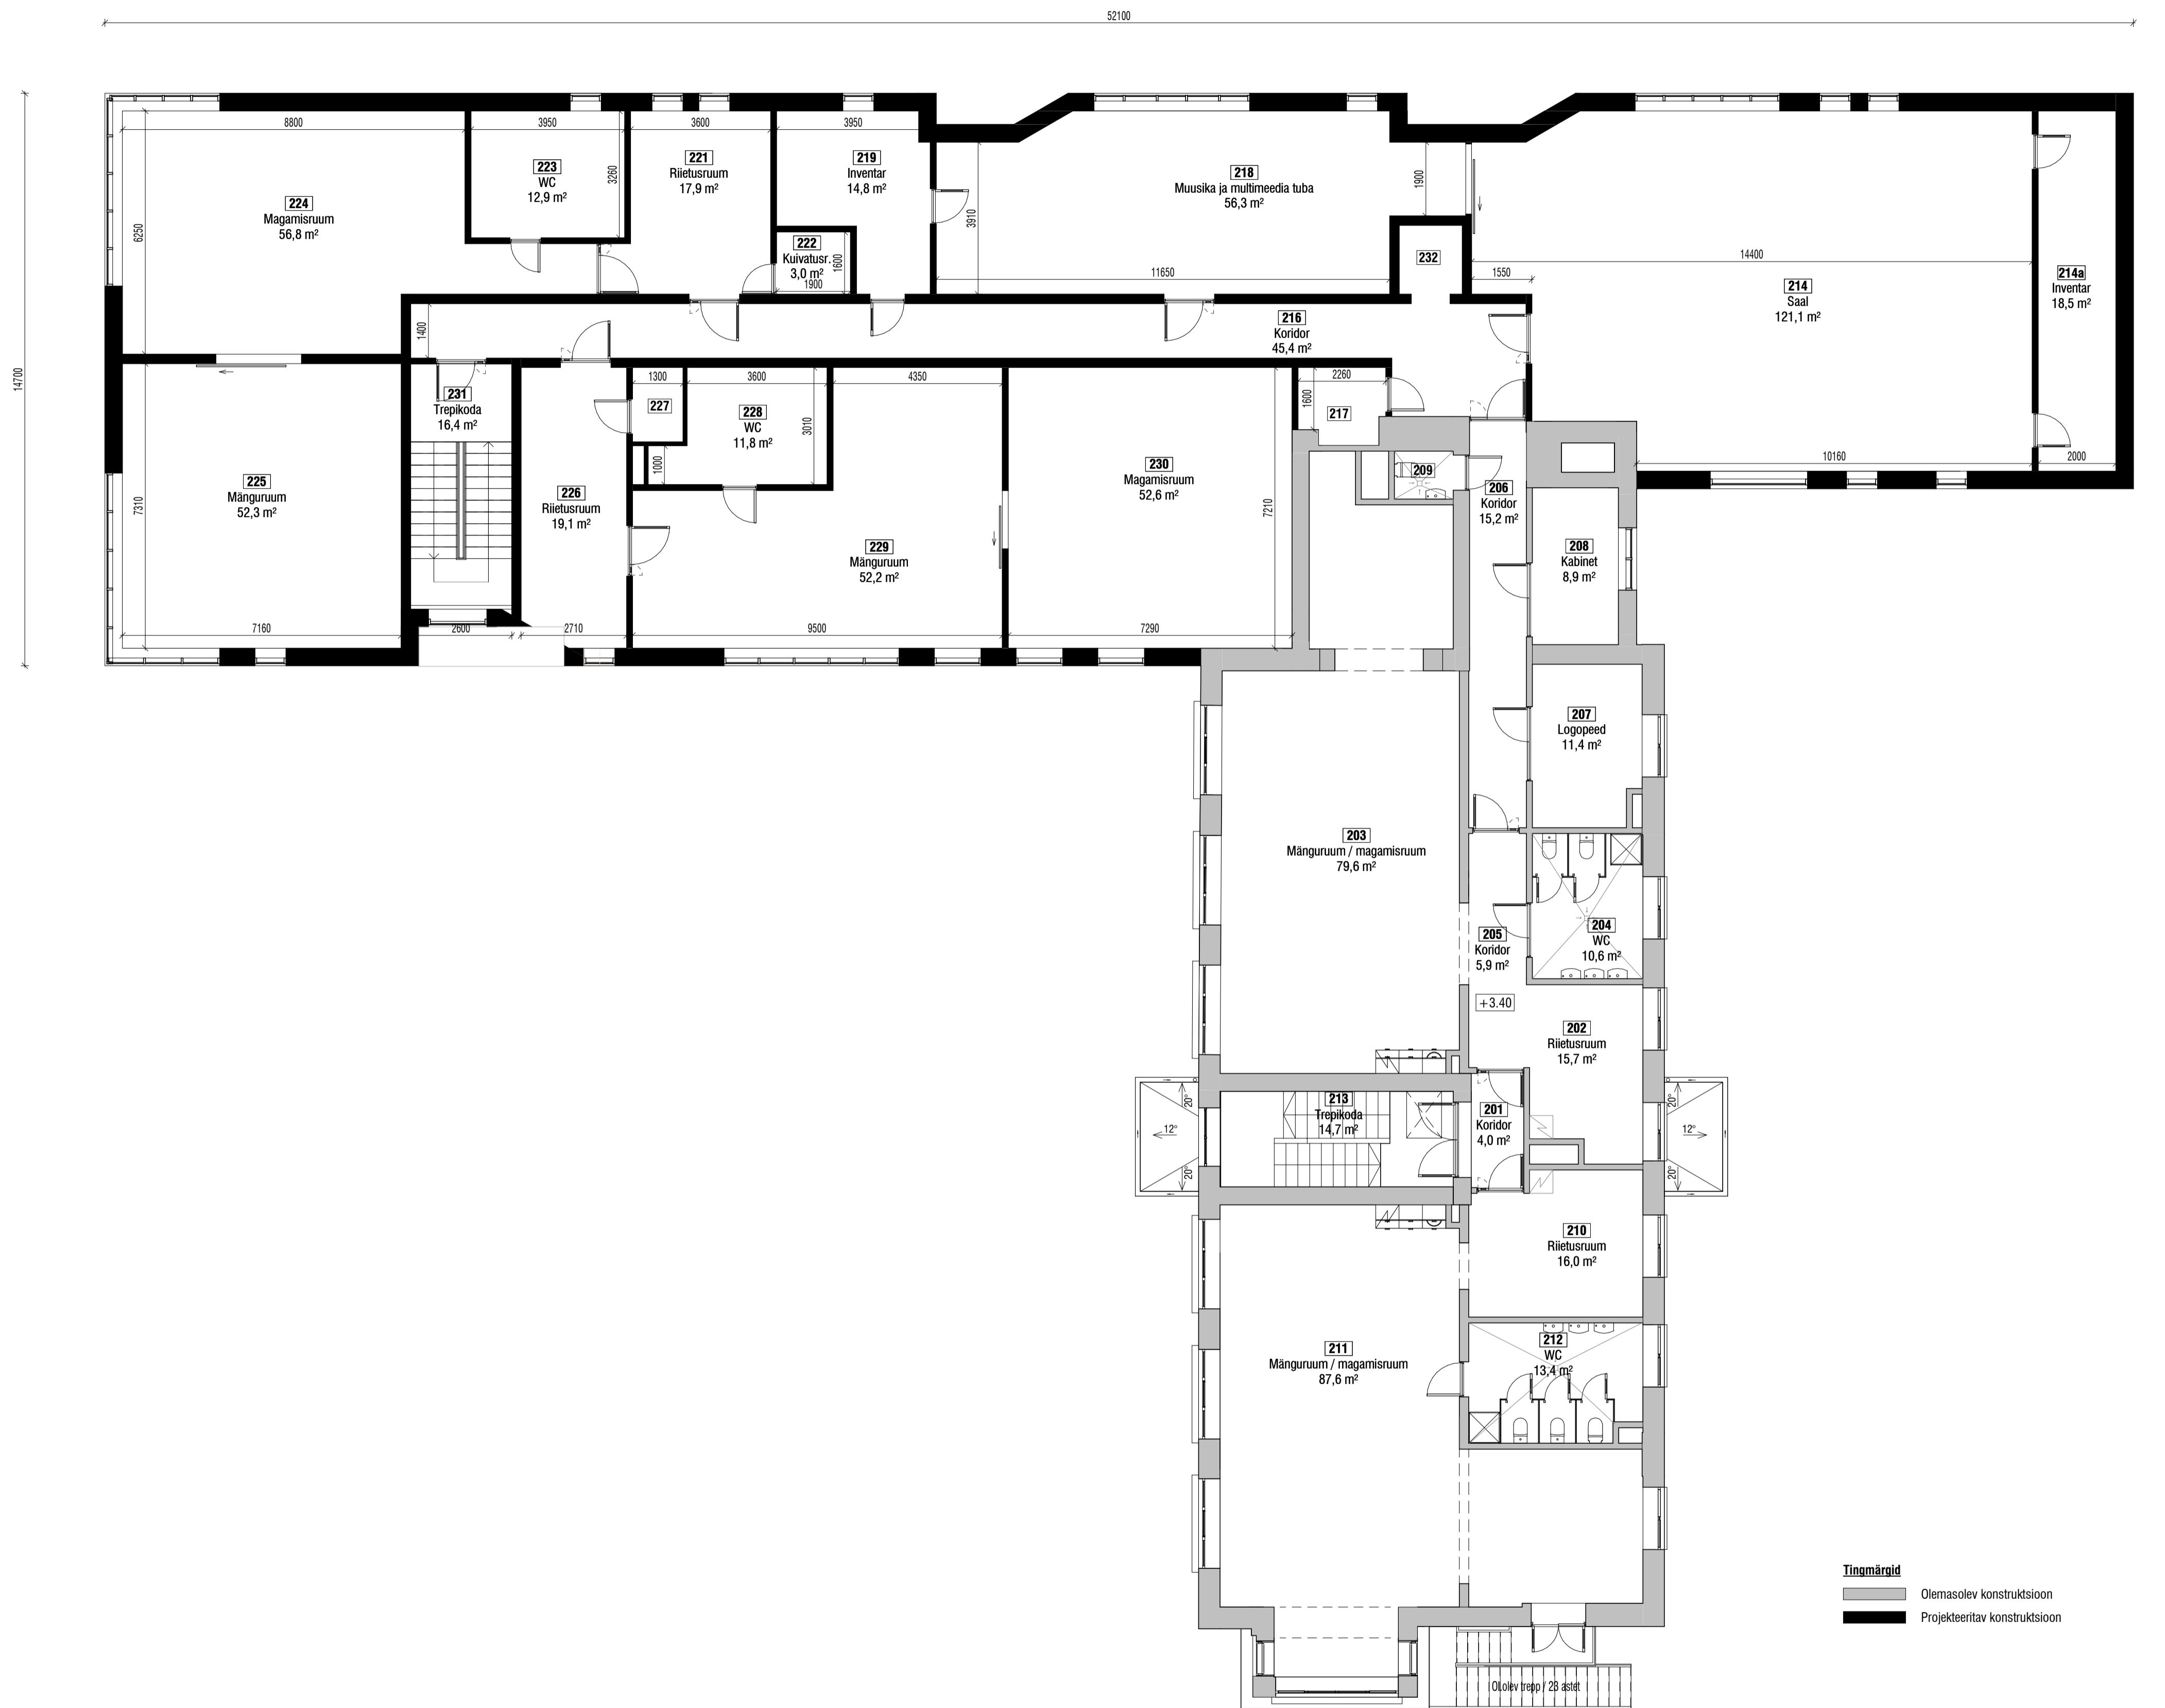 52100
14700
8800
3950
3600
3950
224
Magamisruum
56,8 m²
6250
223
WC
12,9 m²
3260
221
Riietusruum
17,9 m²
219
Inventar
14,8 m²
222
Kuivatusr.
3,0 m²
1600
1900
3910
218
Muusika ja multimeedia tuba
56,3 m²
11650
1900
232
14400
1550
214
Saal
121,1 m²
214a
Inventar
18,5 m²
1400
216
Koridor
45,4 m²
231
Trepikoda
16,4 m²
1300
3600
4350
2260
1600
227
228
WC
11,8 m²
3010
1000
217
225
Mänguruum
52,3 m²
7310
226
Riietusruum
19,1 m²
229
Mänguruum
52,2 m²
230
Magamisruum
52,6 m²
7210
209
206
Koridor
15,2 m²
10160
2000
208
Kabinet
8,9 m²
7160
2600
2710
9500
7290
207
Logopeed
11,4 m²
203
Mänguruum / magamisruum
79,6 m²
205
Koridor
5,9 m²
204
WC
10,6 m²
+3.40
202
Riietusruum
15,7 m²
213
Trepikoda
14,7 m²
201
Koridor
4,0 m²
20°
12°
20°
20°
12°
20°
210
Riietusruum
16,0 m²
211
Mänguruum / magamisruum
87,6 m²
212
WC
13,4 m²
Tingmärgid
Olemasolev konstruktsioon
Projekteeritav konstruktsioon
OLolev trepp / 23 astet